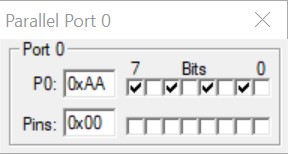 Parallel Port 0
Port 0
7 Bits 0
P0: 0xAA
Pins: 0x00